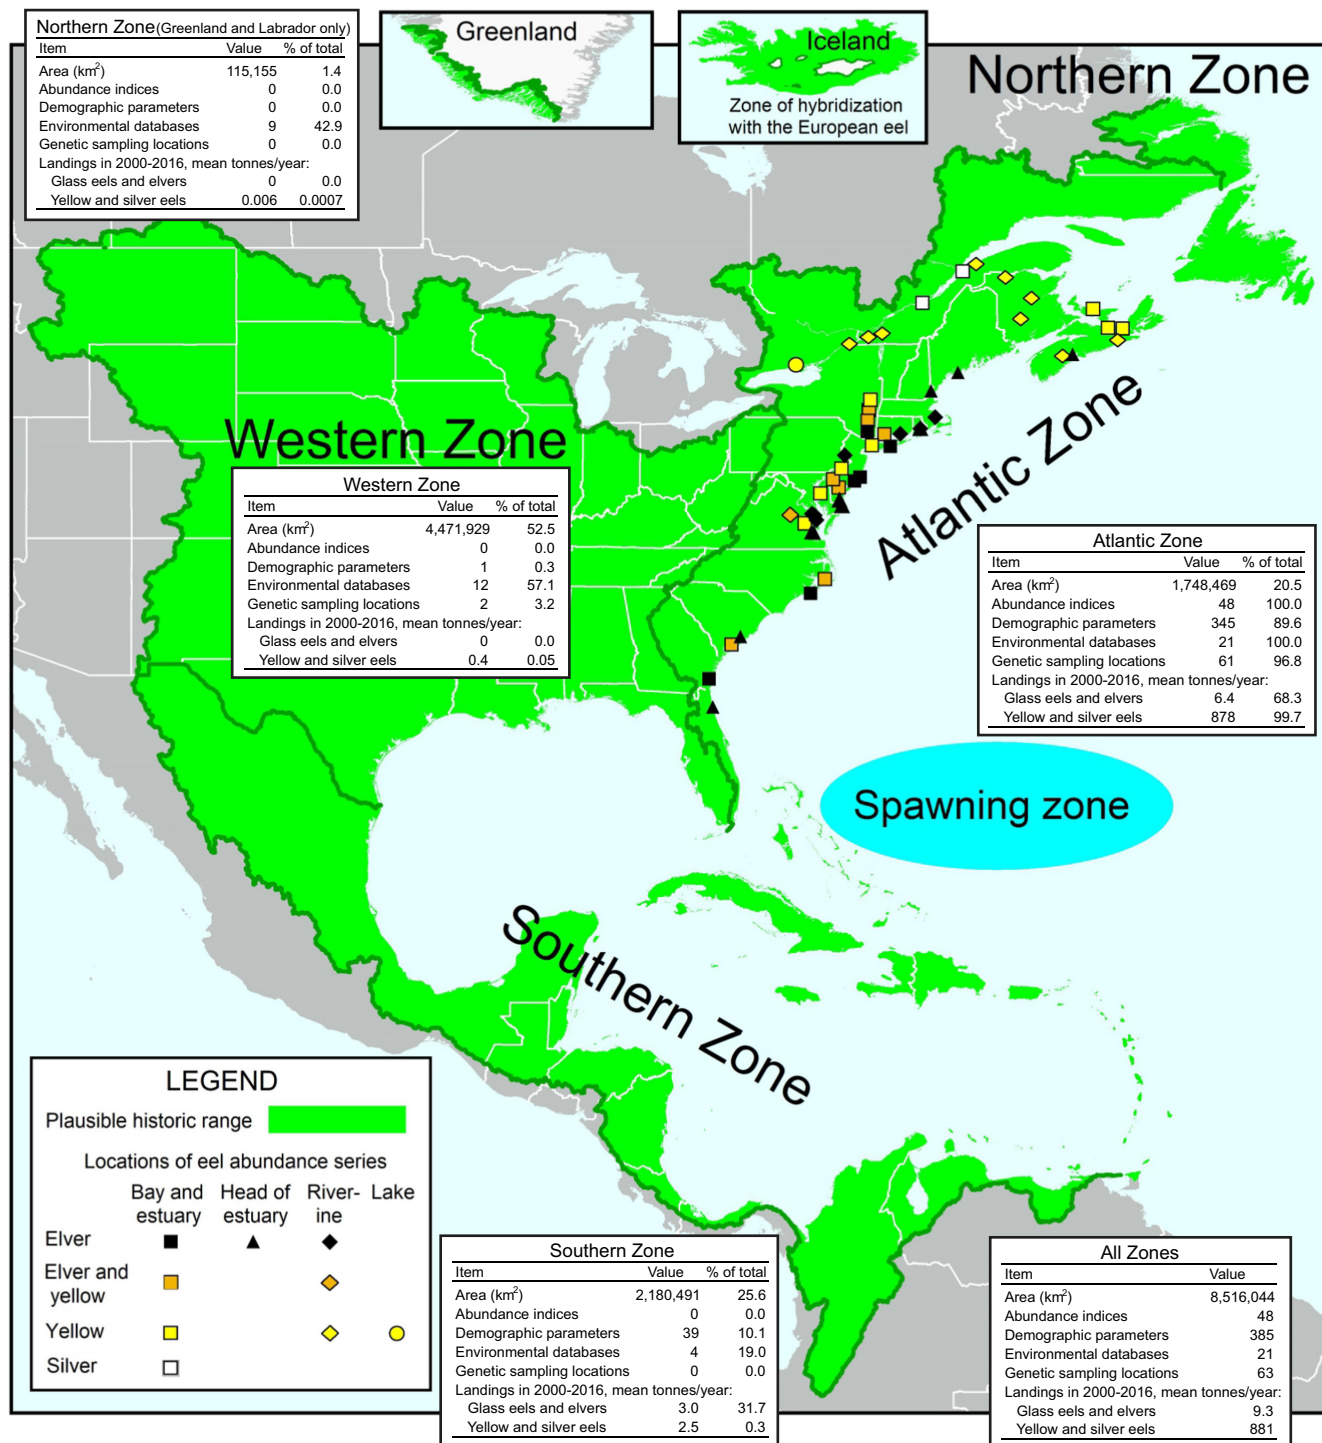 Northern Zone(Greenland and Labrador only)
Item Value % of total
Area (km²) 115,155 1.4
Abundance indices 0 0.0
Demographic parameters 0 0.0
Environmental databases 9 42.9
Genetic sampling locations 0 0.0
Landings in 2000-2016, mean tonnes/year:
Glass eels and elvers 0 0.0
Yellow and silver eels 0.006 0.0007
Greenland
Iceland
Zone of hybridization
with the European eel
Northern Zone
Western Zone
Western Zone
Item Value % of total
Area (km²) 4,471,929 52.5
Abundance indices 0 0.0
Demographic parameters 1 0.3
Environmental databases 12 57.1
Genetic sampling locations 2 3.2
Landings in 2000-2016, mean tonnes/year:
Glass eels and elvers 0 0.0
Yellow and silver eels 0.4 0.05
Atlantic Zone
Atlantic Zone
Item Value % of total
Area (km²) 1,748,469 20.5
Abundance indices 48 100.0
Demographic parameters 345 89.6
Environmental databases 21 100.0
Genetic sampling locations 61 96.8
Landings in 2000-2016, mean tonnes/year:
Glass eels and elvers 6.4 68.3
Yellow and silver eels 878 99.7
Spawning zone
Southern Zone
LEGEND
Plausible historic range
Locations of eel abundance series
Bay and Head of River- Lake
estuary estuary ine
Elver
Elver and
yellow
Yellow
Silver
Southern Zone
Item Value % of total
Area (km²) 2,180,491 25.6
Abundance indices 0 0.0
Demographic parameters 39 10.1
Environmental databases 4 19.0
Genetic sampling locations 0 0.0
Landings in 2000-2016, mean tonnes/year:
Glass eels and elvers 3.0 31.7
Yellow and silver eels 2.5 0.3
All Zones
Item Value
Area (km²) 8,516,044
Abundance indices 48
Demographic parameters 385
Environmental databases 21
Genetic sampling locations 63
Landings in 2000-2016, mean tonnes/year:
Glass eels and elvers 9.3
Yellow and silver eels 881